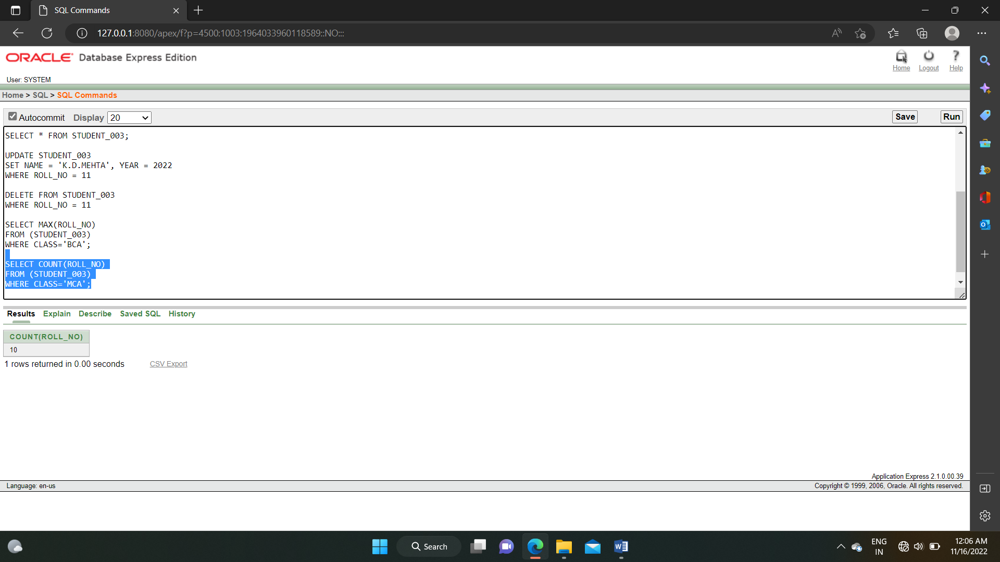 SQL Commands
127.0.0.1:8080/apex/f?p=4500:1003:1964033960118589::NO:::
ORACLE Database Express Edition
Home Logout Help
User: SYSTEM
Home > SQL > SQL Commands
Autocommit Display 20 Save Run
SELECT * FROM STUDENT_003;
UPDATE STUDENT_003
SET NAME = 'K.D.MEHTA', YEAR = 2022
WHERE ROLL_NO = 11
DELETE FROM STUDENT_003
WHERE ROLL_NO = 11
SELECT MAX(ROLL_NO)
FROM (STUDENT_003)
WHERE CLASS='BCA';
SELECT COUNT(ROLL_NO)
FROM (STUDENT_003)
WHERE CLASS='MCA';
Results Explain Describe Saved SQL History
COUNT(ROLL_NO)
10
1 rows returned in 0.00 seconds CSV Export
Application Express 2.1.0.00.39
Language: en-us Copyright © 1999, 2006, Oracle. All rights reserved.
Search
ENG
IN
12:06 AM
11/16/2022